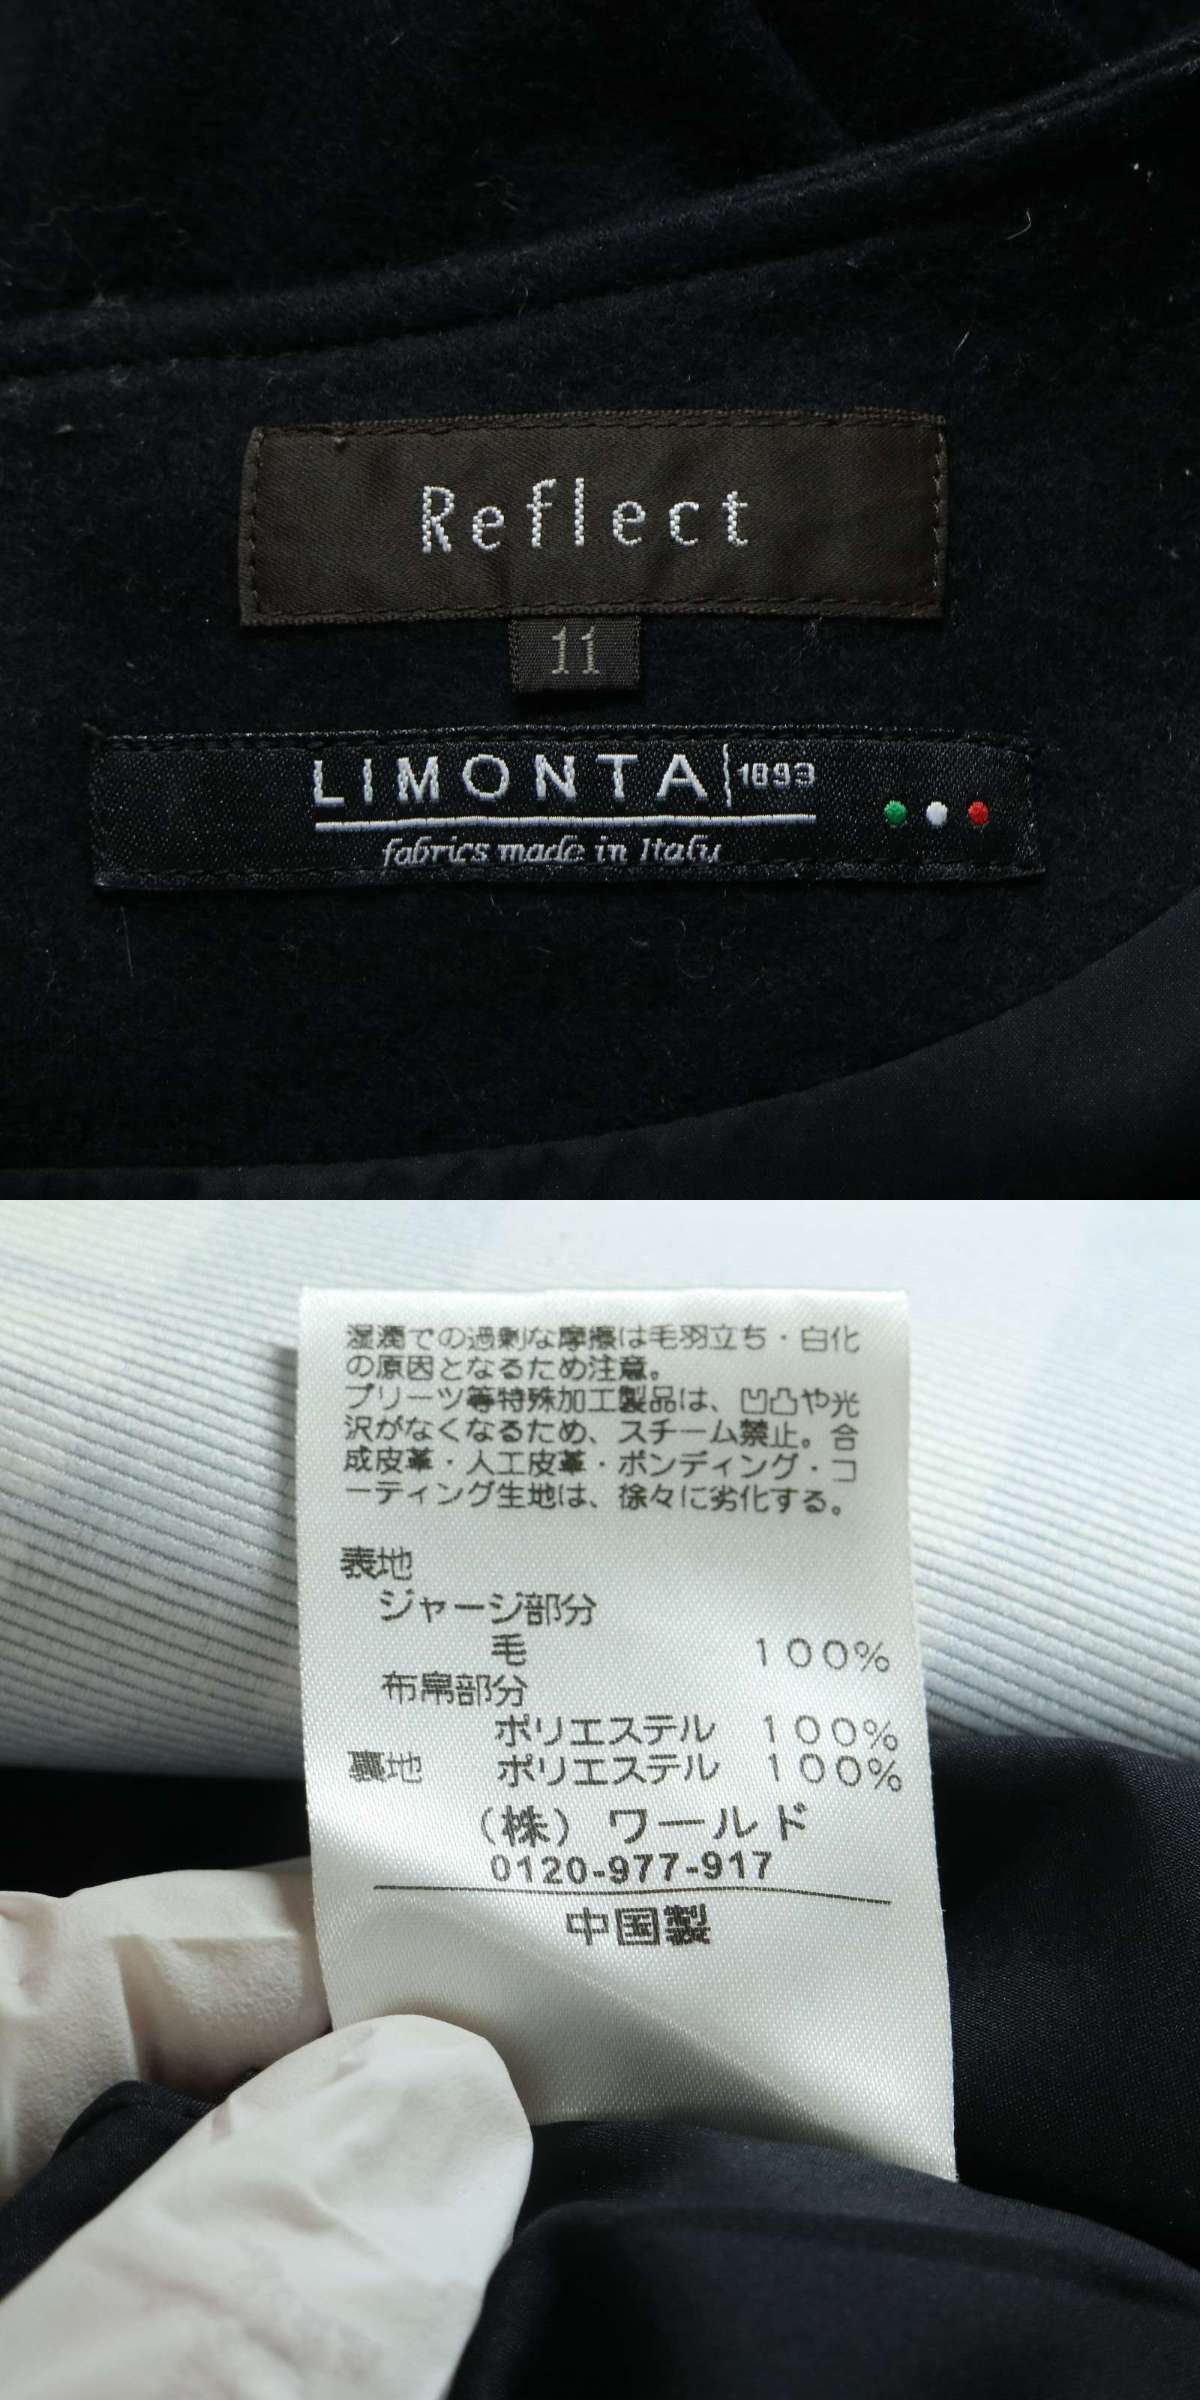 Reflect
11
LIMONTA 1893
fabrics made in Italy
湿潤での過剰な摩擦は毛羽立ち・白化
の原因となるため注意。
プリーツ等特殊加工製品は、凹凸や光
沢がなくなるため、スチーム禁止。合
成皮革・人工皮革・ボンディング・コ
ーティング生地は、徐々に劣化する。
表地
ジャージ部分
毛 100%
布帛部分
ポリエステル 100%
裏地 ポリエステル 100%
(株)ワールド
0120-977-917
中国製